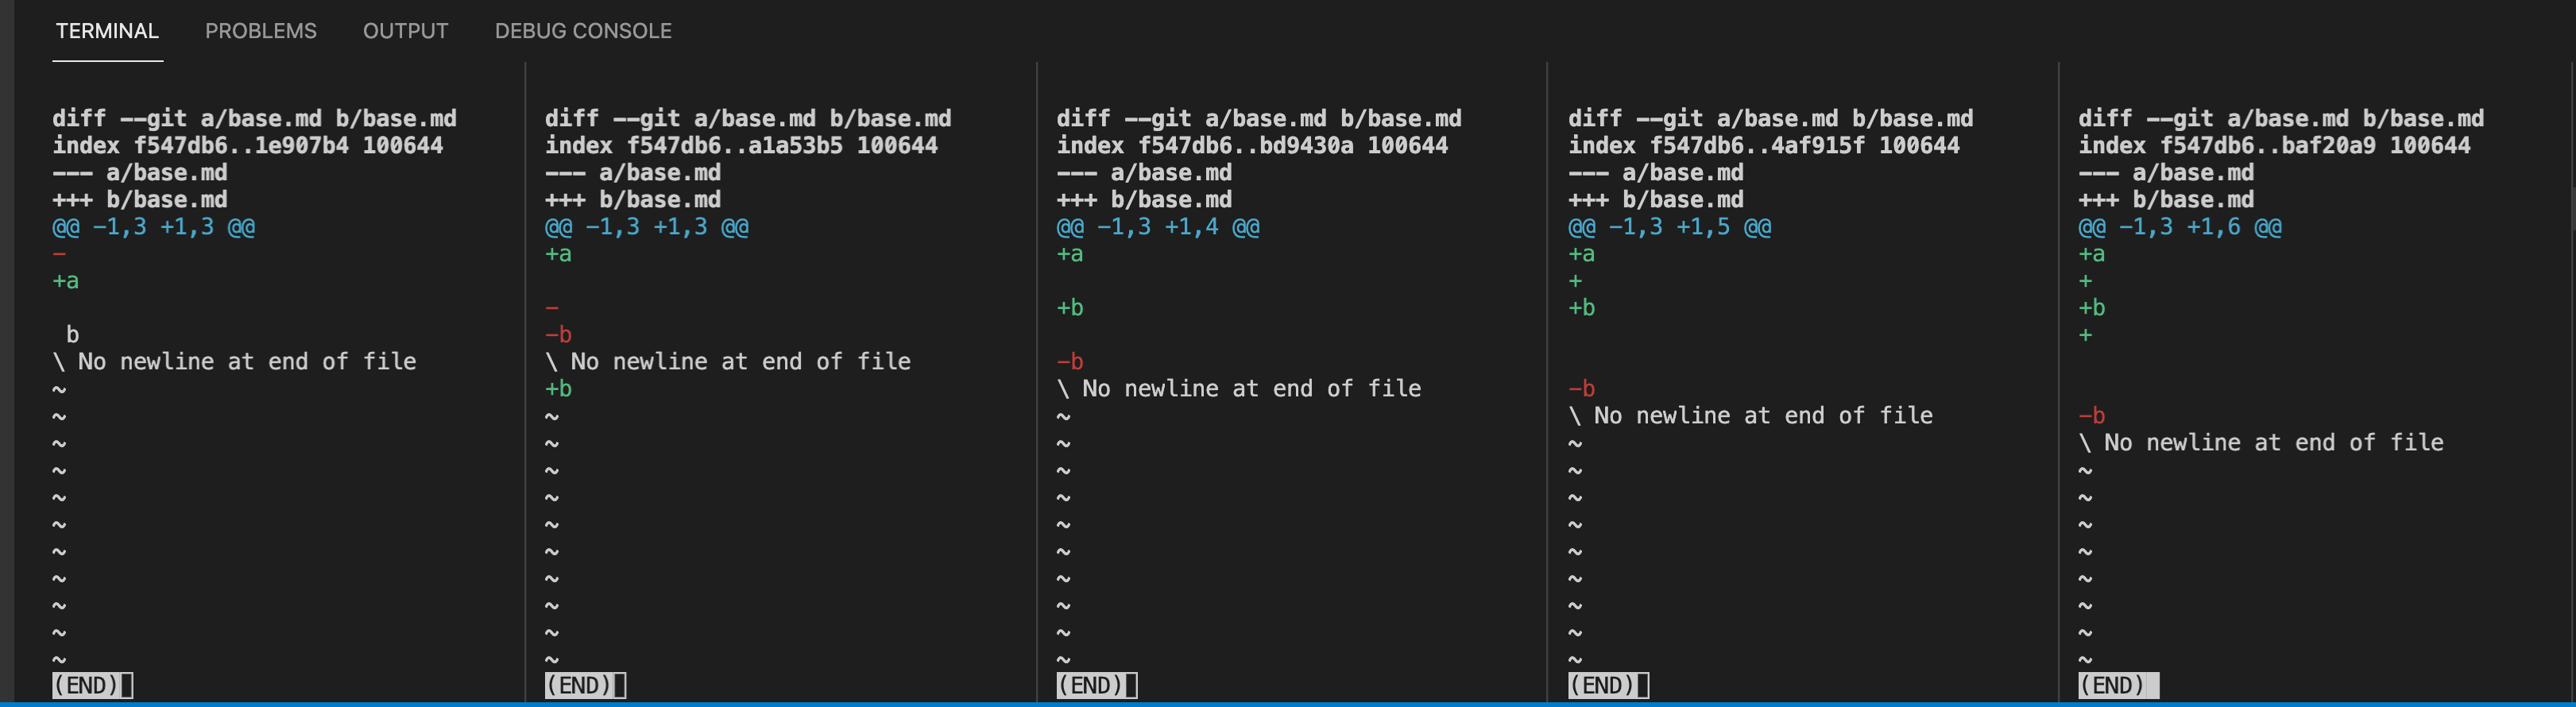 TERMINAL PROBLEMS OUTPUT DEBUG CONSOLE
diff --git a/base.md b/base.md
index f547db6..1e907b4 100644
--- a/base.md
+++ b/base.md
@@ -1,3 +1,3 @@
-
+a
 b
\ No newline at end of file
~
~
~
~
~
~
~
~
~
~
~
(END)
diff --git a/base.md b/base.md
index f547db6..a1a53b5 100644
--- a/base.md
+++ b/base.md
@@ -1,3 +1,3 @@
+a
-
-b
\ No newline at end of file
+b
~
~
~
~
~
~
~
~
~
~
(END)
diff --git a/base.md b/base.md
index f547db6..bd9430a 100644
--- a/base.md
+++ b/base.md
@@ -1,3 +1,4 @@
+a
+b
-b
\ No newline at end of file
~
~
~
~
~
~
~
~
~
~
(END)
diff --git a/base.md b/base.md
index f547db6..4af915f 100644
--- a/base.md
+++ b/base.md
@@ -1,3 +1,5 @@
+a
+
+b
-b
\ No newline at end of file
~
~
~
~
~
~
~
~
~
(END)
diff --git a/base.md b/base.md
index f547db6..baf20a9 100644
--- a/base.md
+++ b/base.md
@@ -1,3 +1,6 @@
+a
+
+b
+
-b
\ No newline at end of file
~
~
~
~
~
~
~
~
(END)